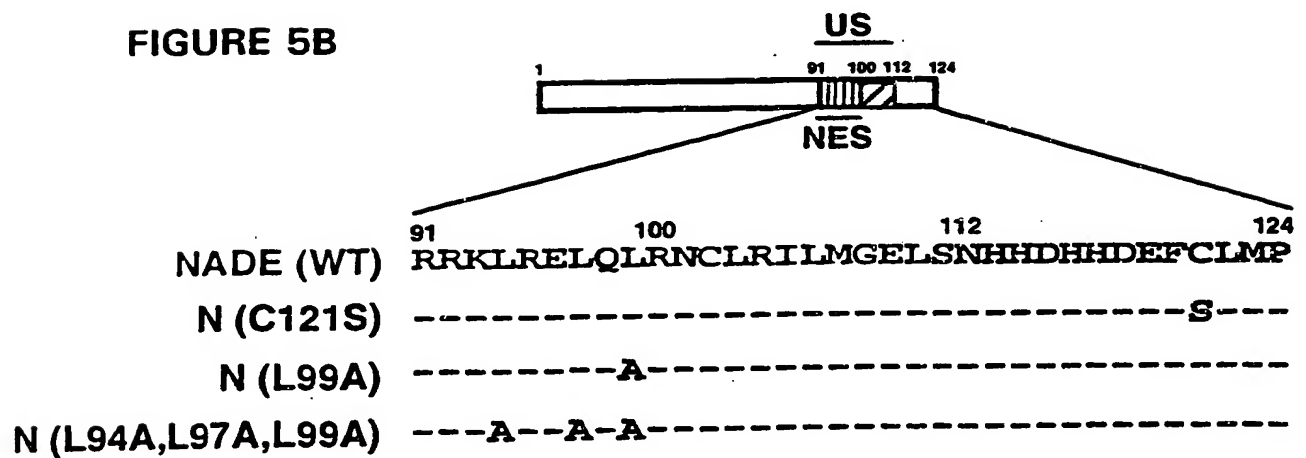 FIGURE 5B
US
1 91 100 112 124
NES
91 100 112 124
NADE (WT) RRKLRELQLRNCLRILMGELSNHHDHHDEFCLMP
N (C121S) ------------------------------S---
N (L99A) --------A-------------------------
N (L94A,L97A,L99A) ---A--A-A-------------------------